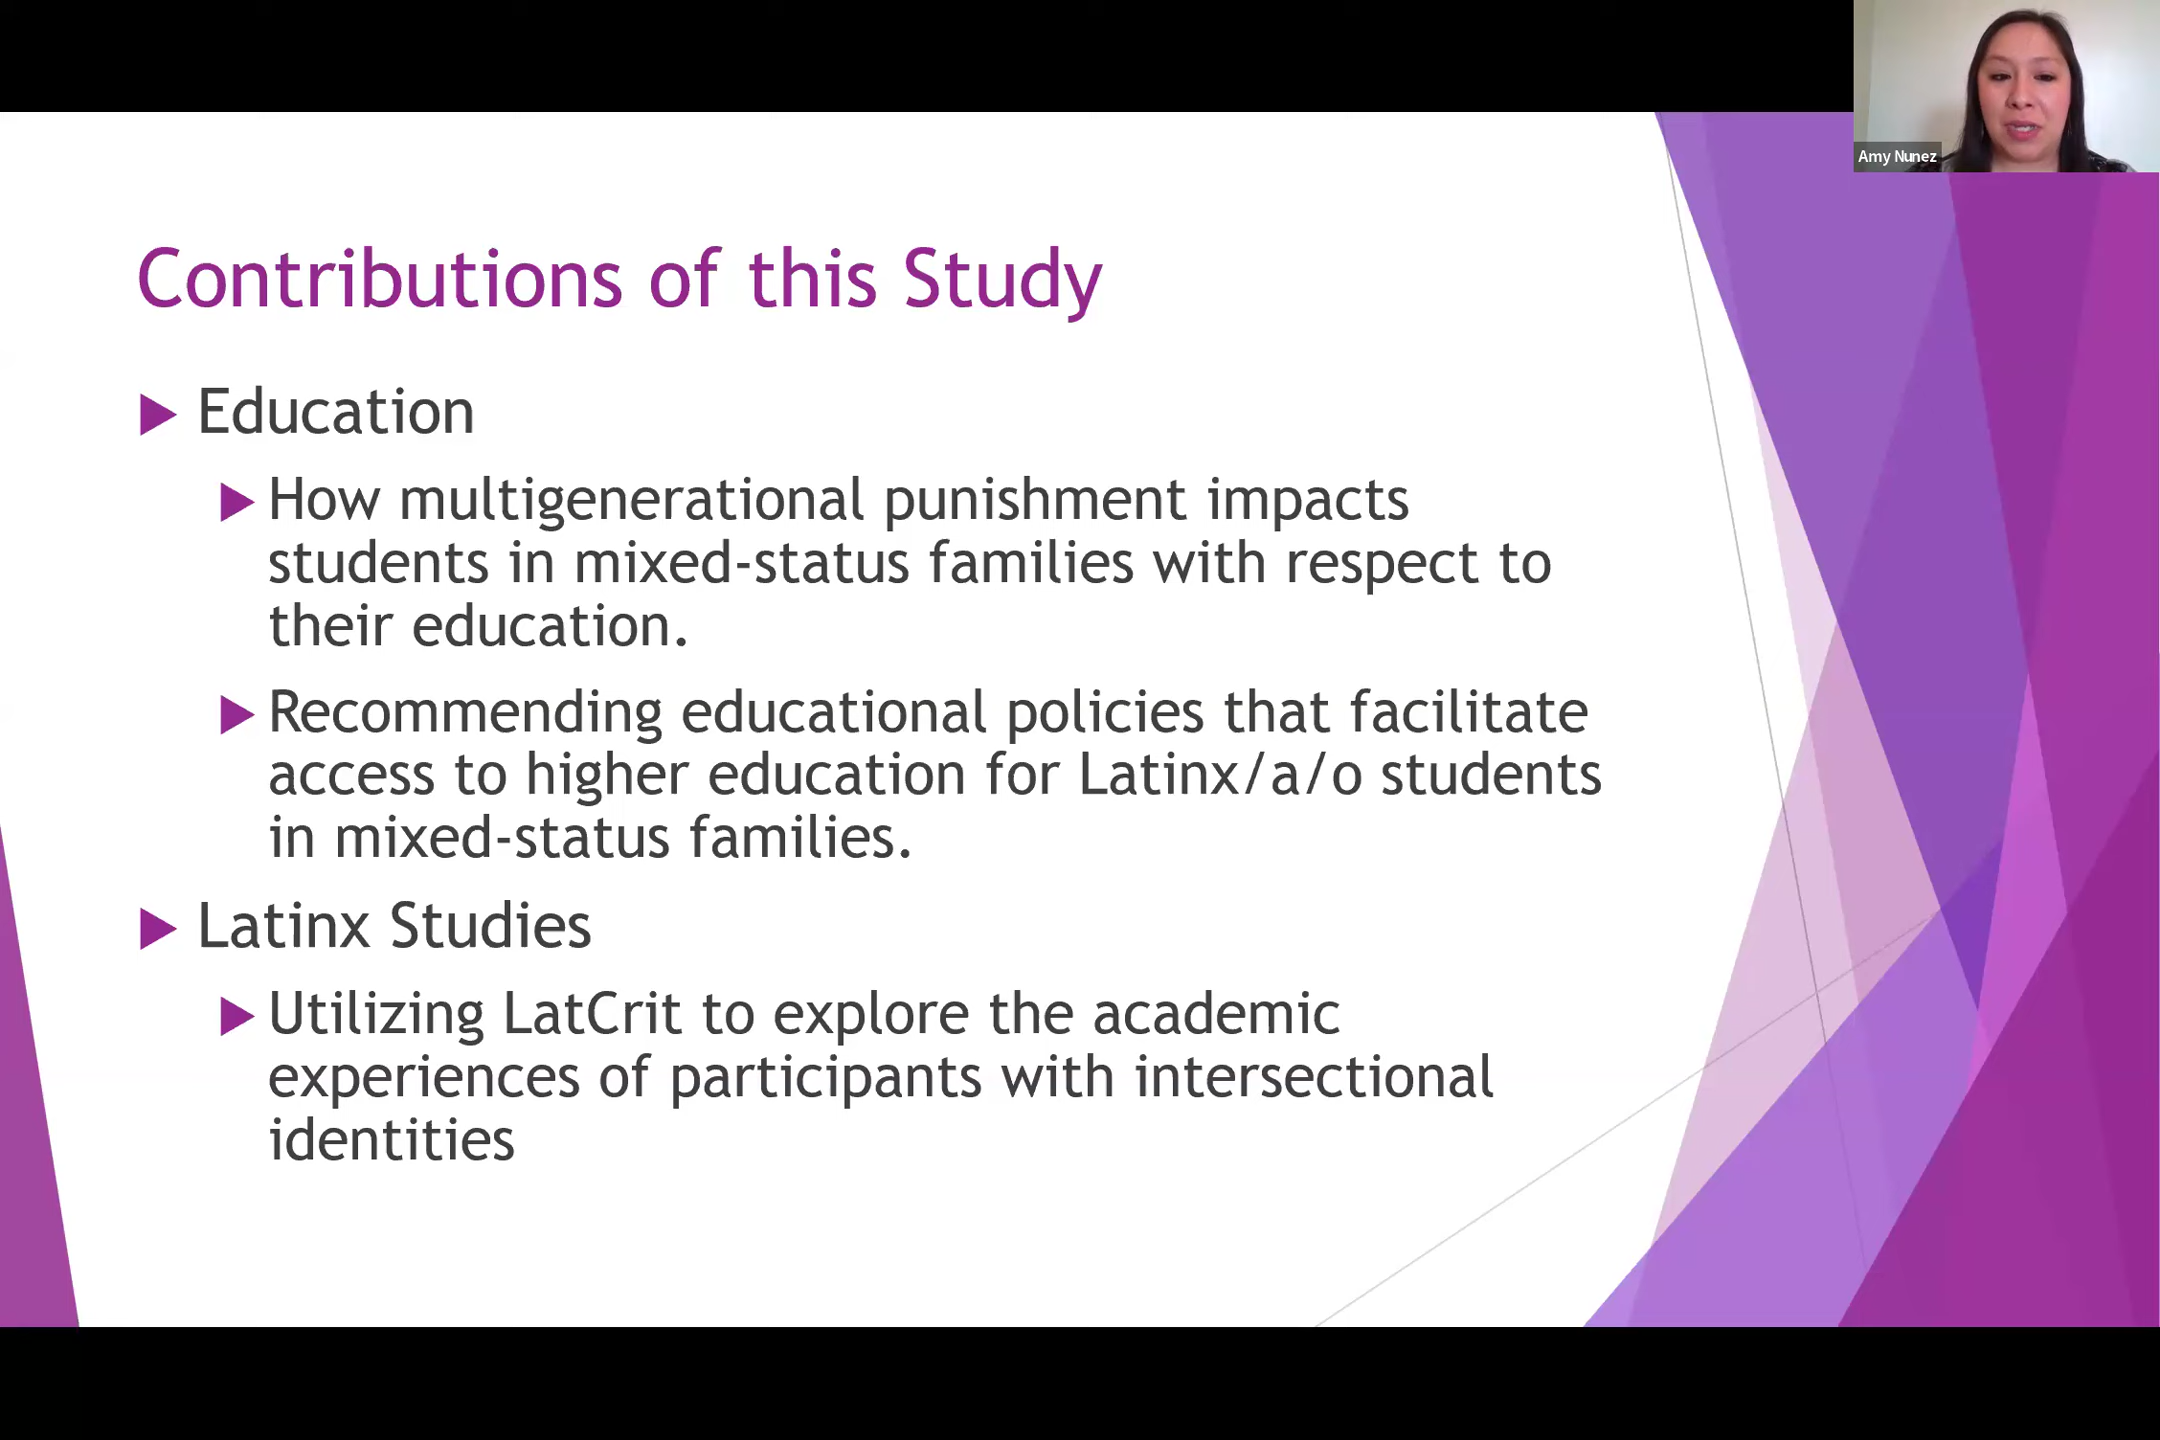 Amy Nunez
Contributions of this Study
Education
How multigenerational punishment impacts
students in mixed-status families with respect to
their education.
Recommending educational policies that facilitate
access to higher education for Latinx/a/o students
in mixed-status families.
Latinx Studies
Utilizing LatCrit to explore the academic
experiences of participants with intersectional
identities